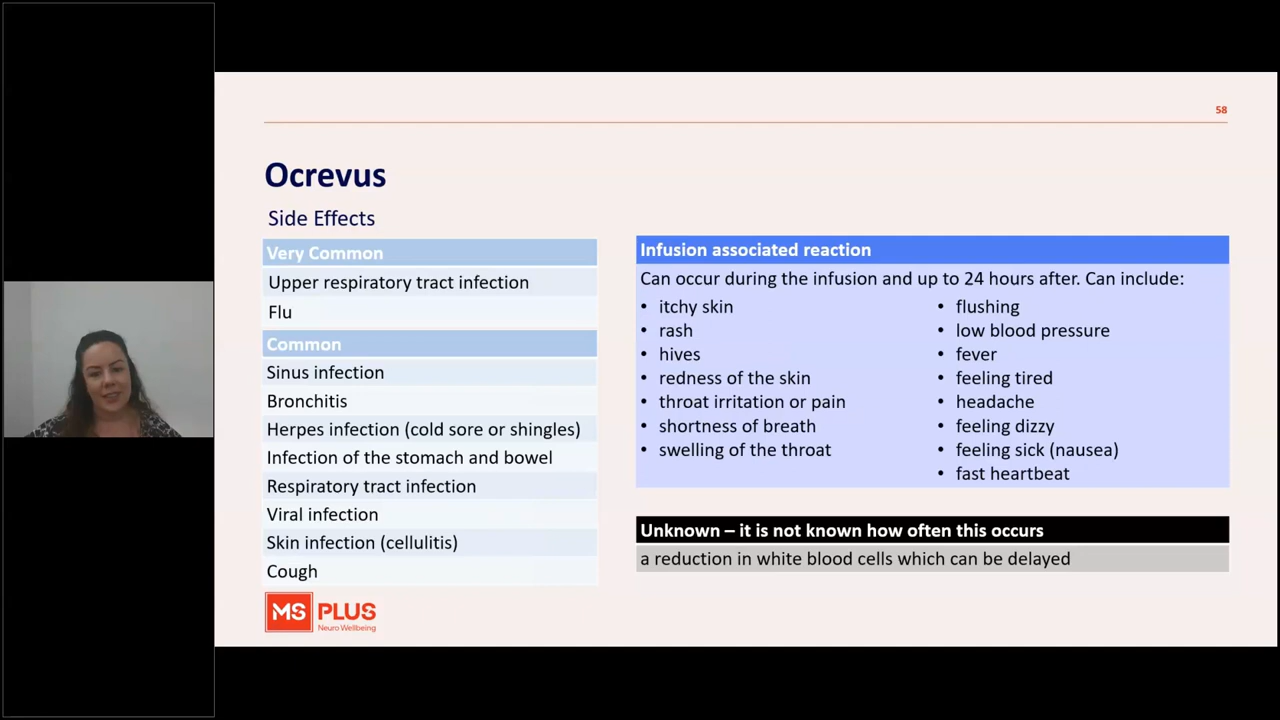 58
Ocrevus
Side Effects
Very Common
Upper respiratory tract infection
Flu
Common
Sinus infection
Bronchitis
Herpes infection (cold sore or shingles)
Infection of the stomach and bowel
Respiratory tract infection
Viral infection
Skin infection (cellulitis)
Cough
Infusion associated reaction
Can occur during the infusion and up to 24 hours after. Can include:
• itchy skin
• rash
• hives
• redness of the skin
• throat irritation or pain
• shortness of breath
• swelling of the throat
• flushing
• low blood pressure
• fever
• feeling tired
• headache
• feeling dizzy
• feeling sick (nausea)
• fast heartbeat
Unknown – it is not known how often this occurs
a reduction in white blood cells which can be delayed
MS PLUS
Neuro Wellbeing